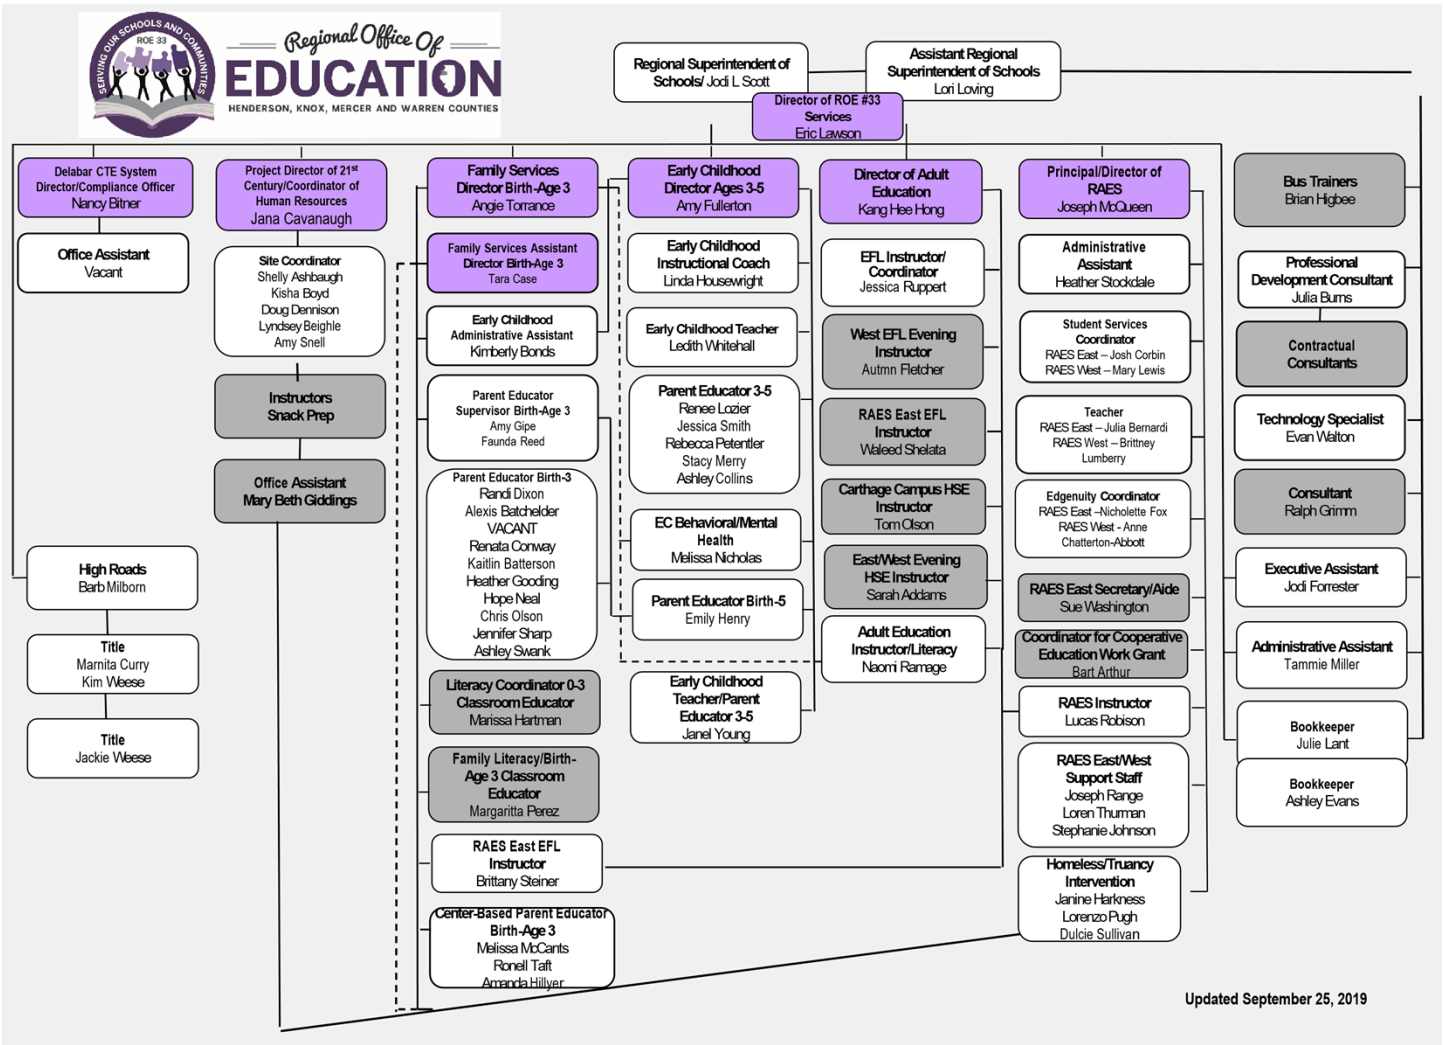 SERVING OUR SCHOOLS AND COMMUNITIES
ROE 33
Regional Office Of
EDUCATION
HENDERSON, KNOX, MERCER AND WARREN COUNTIES
Regional Superintendent of
Schools/ Jodi L Scott
Assistant Regional
Superintendent of Schools
Lori Loving
Director of ROE #33
Services
Eric Lawson
Delabar CTE System
Director/Compliance Officer
Nancy Bitner
Office Assistant
Vacant
High Roads
Barb Milborn
Title
Marnita Curry
Kim Weese
Title
Jackie Weese
Project Director of 21st
Century/Coordinator of
Human Resources
Jana Cavanaugh
Site Coordinator
Shelly Ashbaugh
Kisha Boyd
Doug Dennison
Lyndsey Beighle
Amy Snell
Instructors
Snack Prep
Office Assistant
Mary Beth Giddings
Family Services
Director Birth-Age 3
Angie Torrance
Family Services Assistant
Director Birth-Age 3
Tara Case
Early Childhood
Administrative Assistant
Kimberly Bonds
Parent Educator
Supervisor Birth-Age 3
Amy Gipe
Faunda Reed
Parent Educator Birth-3
Randi Dixon
Alexis Batchelder
VACANT
Renata Conway
Kaitlin Batterson
Heather Gooding
Hope Neal
Chris Olson
Jennifer Sharp
Ashley Swank
Literacy Coordinator 0-3
Classroom Educator
Marissa Hartman
Family Literacy/Birth-
Age 3 Classroom
Educator
Margaritta Perez
RAES East EFL
Instructor
Brittany Steiner
Center-Based Parent Educator
Birth-Age 3
Melissa McCants
Ronell Taft
Amanda Hillyer
Early Childhood
Director Ages 3-5
Amy Fullerton
Early Childhood
Instructional Coach
Linda Housewright
Early Childhood Teacher
Ledith Whitehall
Parent Educator 3-5
Renee Lozier
Jessica Smith
Rebecca Petentler
Stacy Merry
Ashley Collins
EC Behavioral/Mental
Health
Melissa Nicholas
Parent Educator Birth-5
Emily Henry
Early Childhood
Teacher/Parent
Educator 3-5
Janel Young
Director of Adult
Education
Kang Hee Hong
EFL Instructor/
Coordinator
Jessica Ruppert
West EFL Evening
Instructor
Autmn Fletcher
RAES East EFL
Instructor
Waleed Shelata
Carthage Campus HSE
Instructor
Tom Olson
East/West Evening
HSE Instructor
Sarah Addams
Adult Education
Instructor/Literacy
Naomi Ramage
Principal/Director of
RAES
Joseph McQueen
Administrative
Assistant
Heather Stockdale
Student Services
Coordinator
RAES East – Josh Corbin
RAES West – Mary Lewis
Teacher
RAES East – Julia Bernardi
RAES West – Brittney
Lumberry
Edgenuity Coordinator
RAES East –Nicholette Fox
RAES West - Anne
Chatterton-Abbott
RAES East Secretary/Aide
Sue Washington
Coordinator for Cooperative
Education Work Grant
Bart Arthur
RAES Instructor
Lucas Robison
RAES East/West
Support Staff
Joseph Range
Loren Thurman
Stephanie Johnson
Homeless/Truancy
Intervention
Janine Harkness
Lorenzo Pugh
Dulcie Sullivan
Bus Trainers
Brian Higbee
Professional
Development Consultant
Julia Burns
Contractual
Consultants
Technology Specialist
Evan Walton
Consultant
Ralph Grimm
Executive Assistant
Jodi Forrester
Administrative Assistant
Tammie Miller
Bookkeeper
Julie Lant
Bookkeeper
Ashley Evans
Updated September 25, 2019